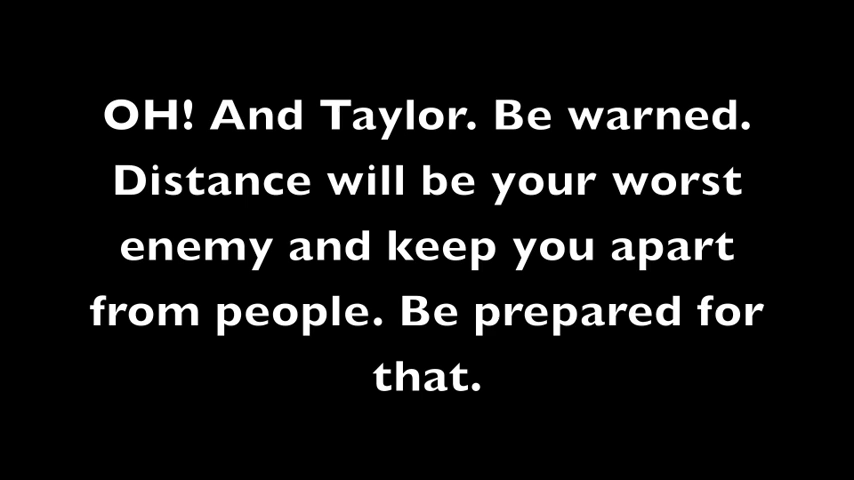 OH! And Taylor. Be warned.
Distance will be your worst
enemy and keep you apart
from people. Be prepared for
that.